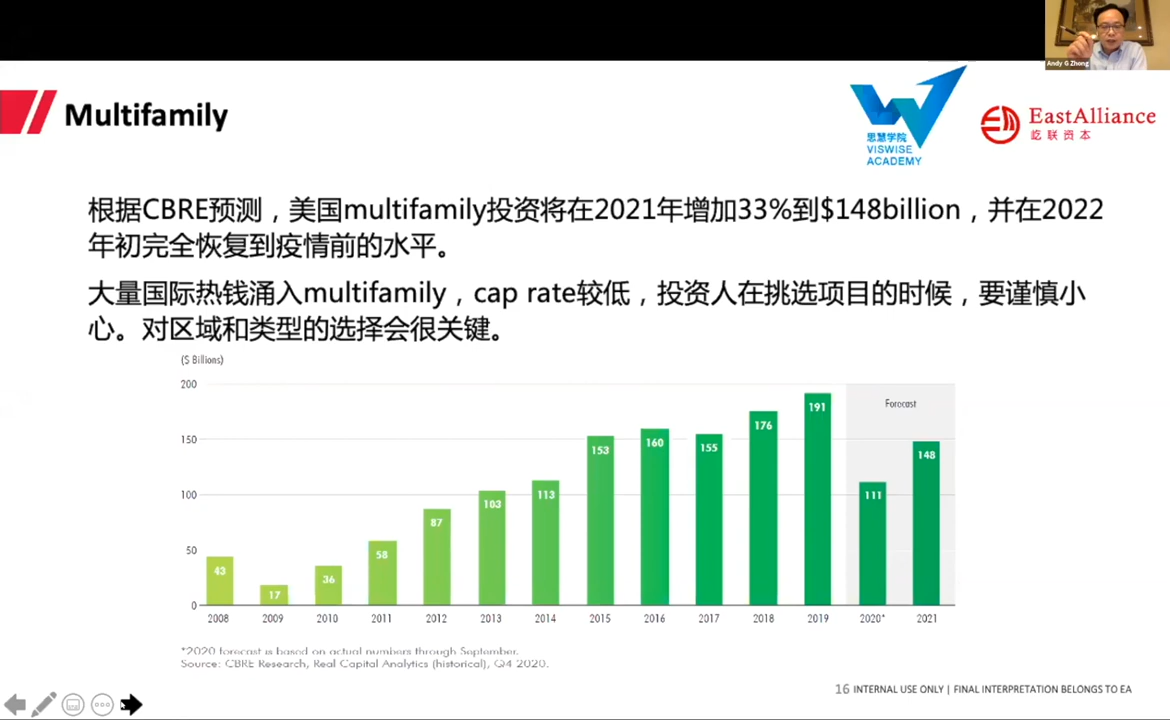 Andy G Zhong
Multifamily
思慧学院
VISWISE
ACADEMY
EastAlliance
屹联资本
根据CBRE预测，美国multifamily投资将在2021年增加33%到$148billion，并在2022
年初完全恢复到疫情前的水平。
大量国际热钱涌入multifamily，cap rate较低，投资人在挑选项目的时候，要谨慎小
心。对区域和类型的选择会很关键。
($ Billions)
200
150
100
50
0
Forecast
43
17
36
58
87
103
113
153
160
155
176
191
111
148
2008 2009 2010 2011 2012 2013 2014 2015 2016 2017 2018 2019 2020* 2021
*2020 forecast is based on actual numbers through September.
Source: CBRE Research, Real Capital Analytics (historical), Q4 2020.
16 INTERNAL USE ONLY | FINAL INTERPRETATION BELONGS TO EA